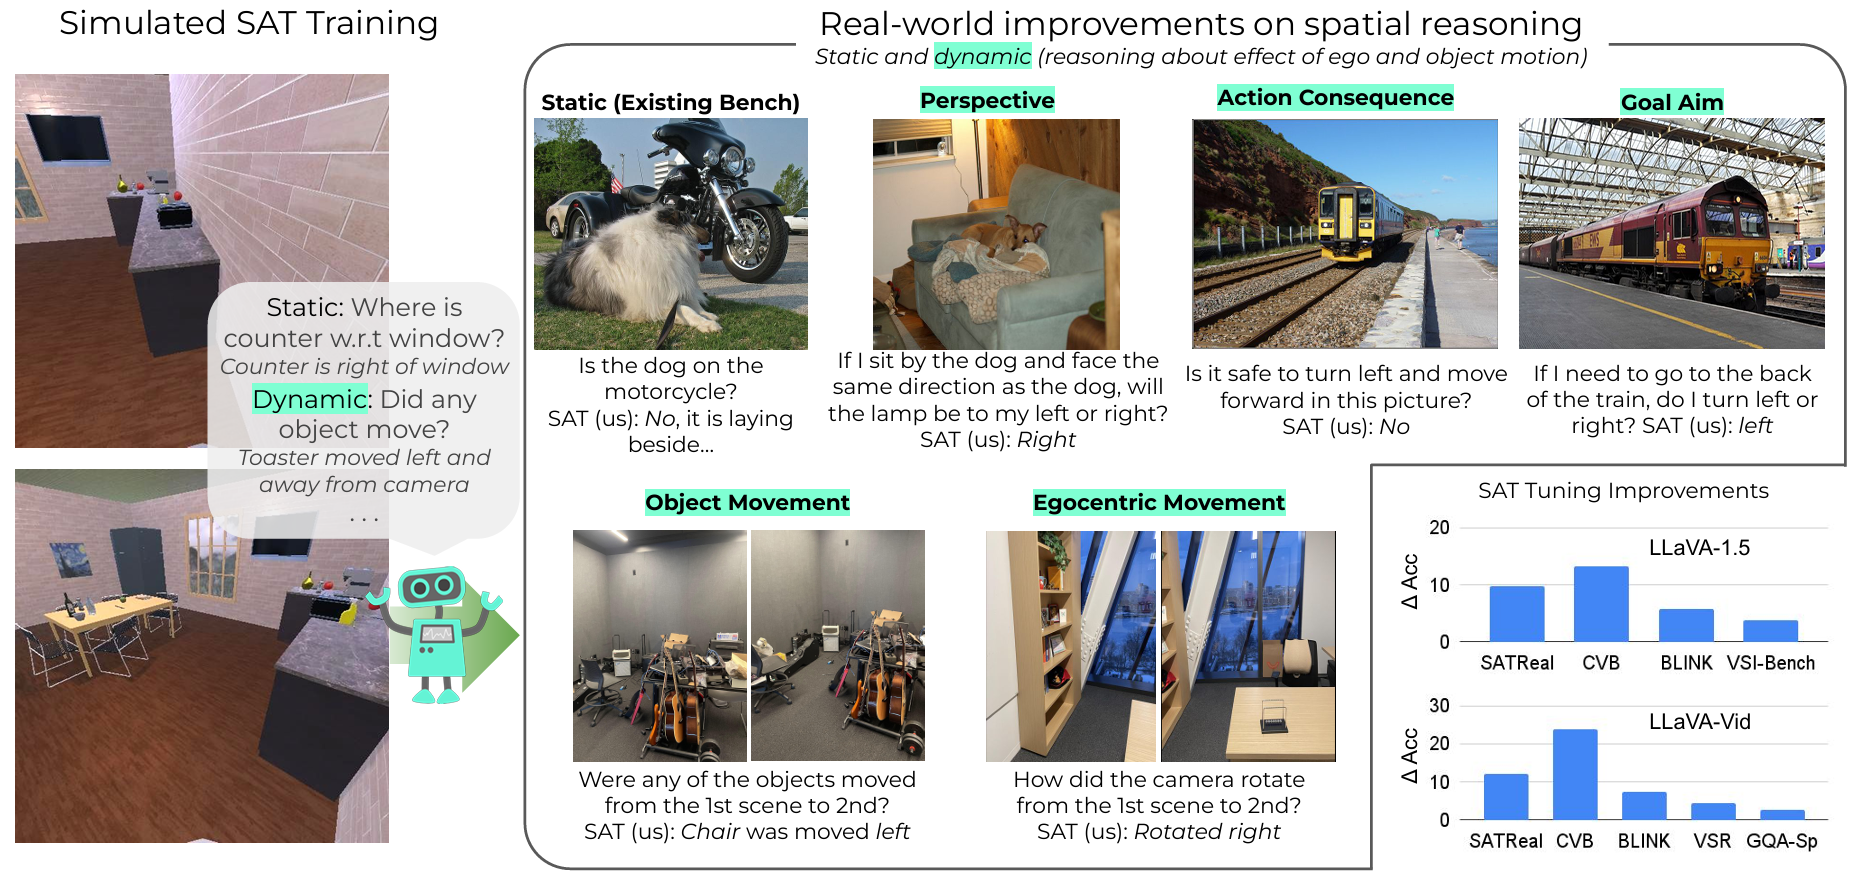 Simulated SAT Training
Static: Where is
counter w.r.t window?
Counter is right of window
Dynamic: Did any
object move?
Toaster moved left and
away from camera
. . .
Real-world improvements on spatial reasoning
Static and dynamic (reasoning about effect of ego and object motion)
Static (Existing Bench)
Is the dog on the
motorcycle?
SAT (us): No, it is laying
beside...
Perspective
If I sit by the dog and face the
same direction as the dog, will
the lamp be to my left or right?
SAT (us): Right
Action Consequence
Is it safe to turn left and move
forward in this picture?
SAT (us): No
Goal Aim
EWS
If I need to go to the back
of the train, do I turn left or
right? SAT (us): left
Object Movement
Were any of the objects moved
from the 1st scene to 2nd?
SAT (us): Chair was moved left
Egocentric Movement
How did the camera rotate
from the 1st scene to 2nd?
SAT (us): Rotated right
SAT Tuning Improvements
LLaVA-1.5
Δ Acc
20
10
0
SATReal CVB BLINK VSI-Bench
LLaVA-Vid
Δ Acc
30
20
10
0
SATReal CVB BLINK VSR GQA-Sp